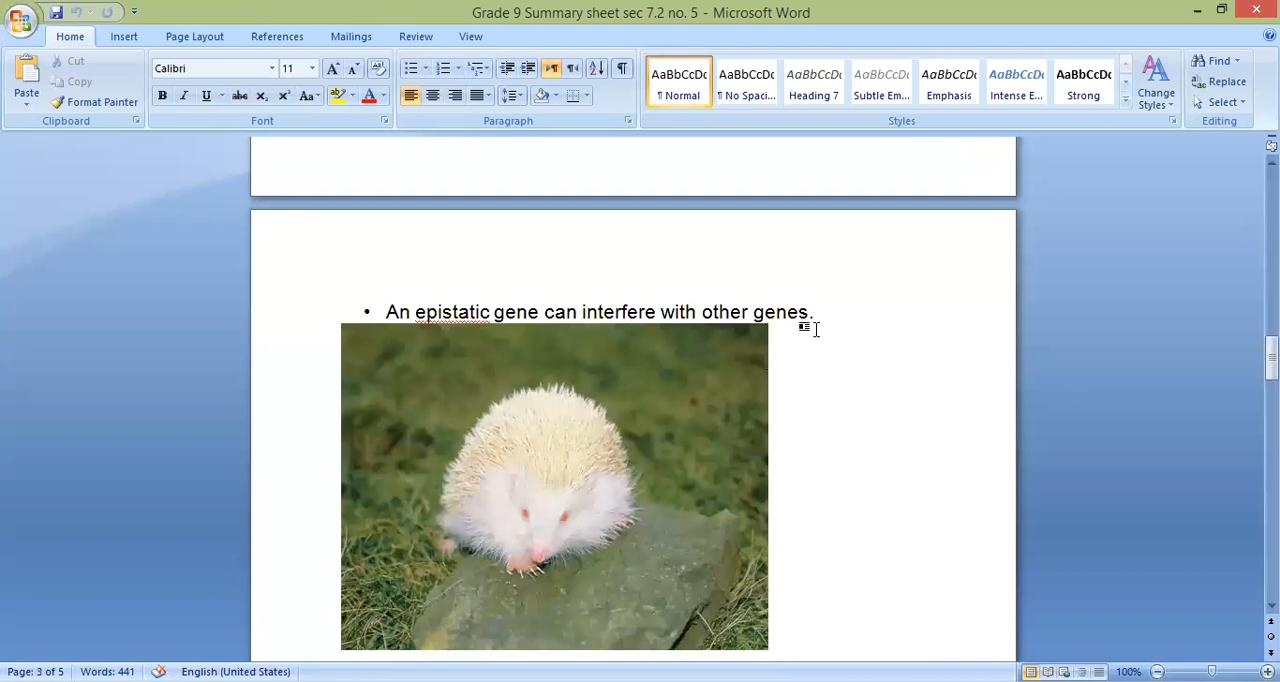 Grade 9 Summary sheet sec 7.2 no. 5 - Microsoft Word
Home Insert Page Layout References Mailings Review View
Paste
Cut
Copy
Format Painter
Clipboard
Calibri 11
Font
Paragraph
AaBbCcDc AaBbCcDc AaBbCcDc AaBbCcDc AaBbCcDc AaBbCcDc AaBbCcDc
¶ Normal ¶ No Spaci... Heading 7 Subtle Em... Emphasis Intense E... Strong
Change
Styles
Styles
Find
Replace
Select
Editing
• An epistatic gene can interfere with other genes.
Page: 3 of 5 Words: 441 English (United States) 100%